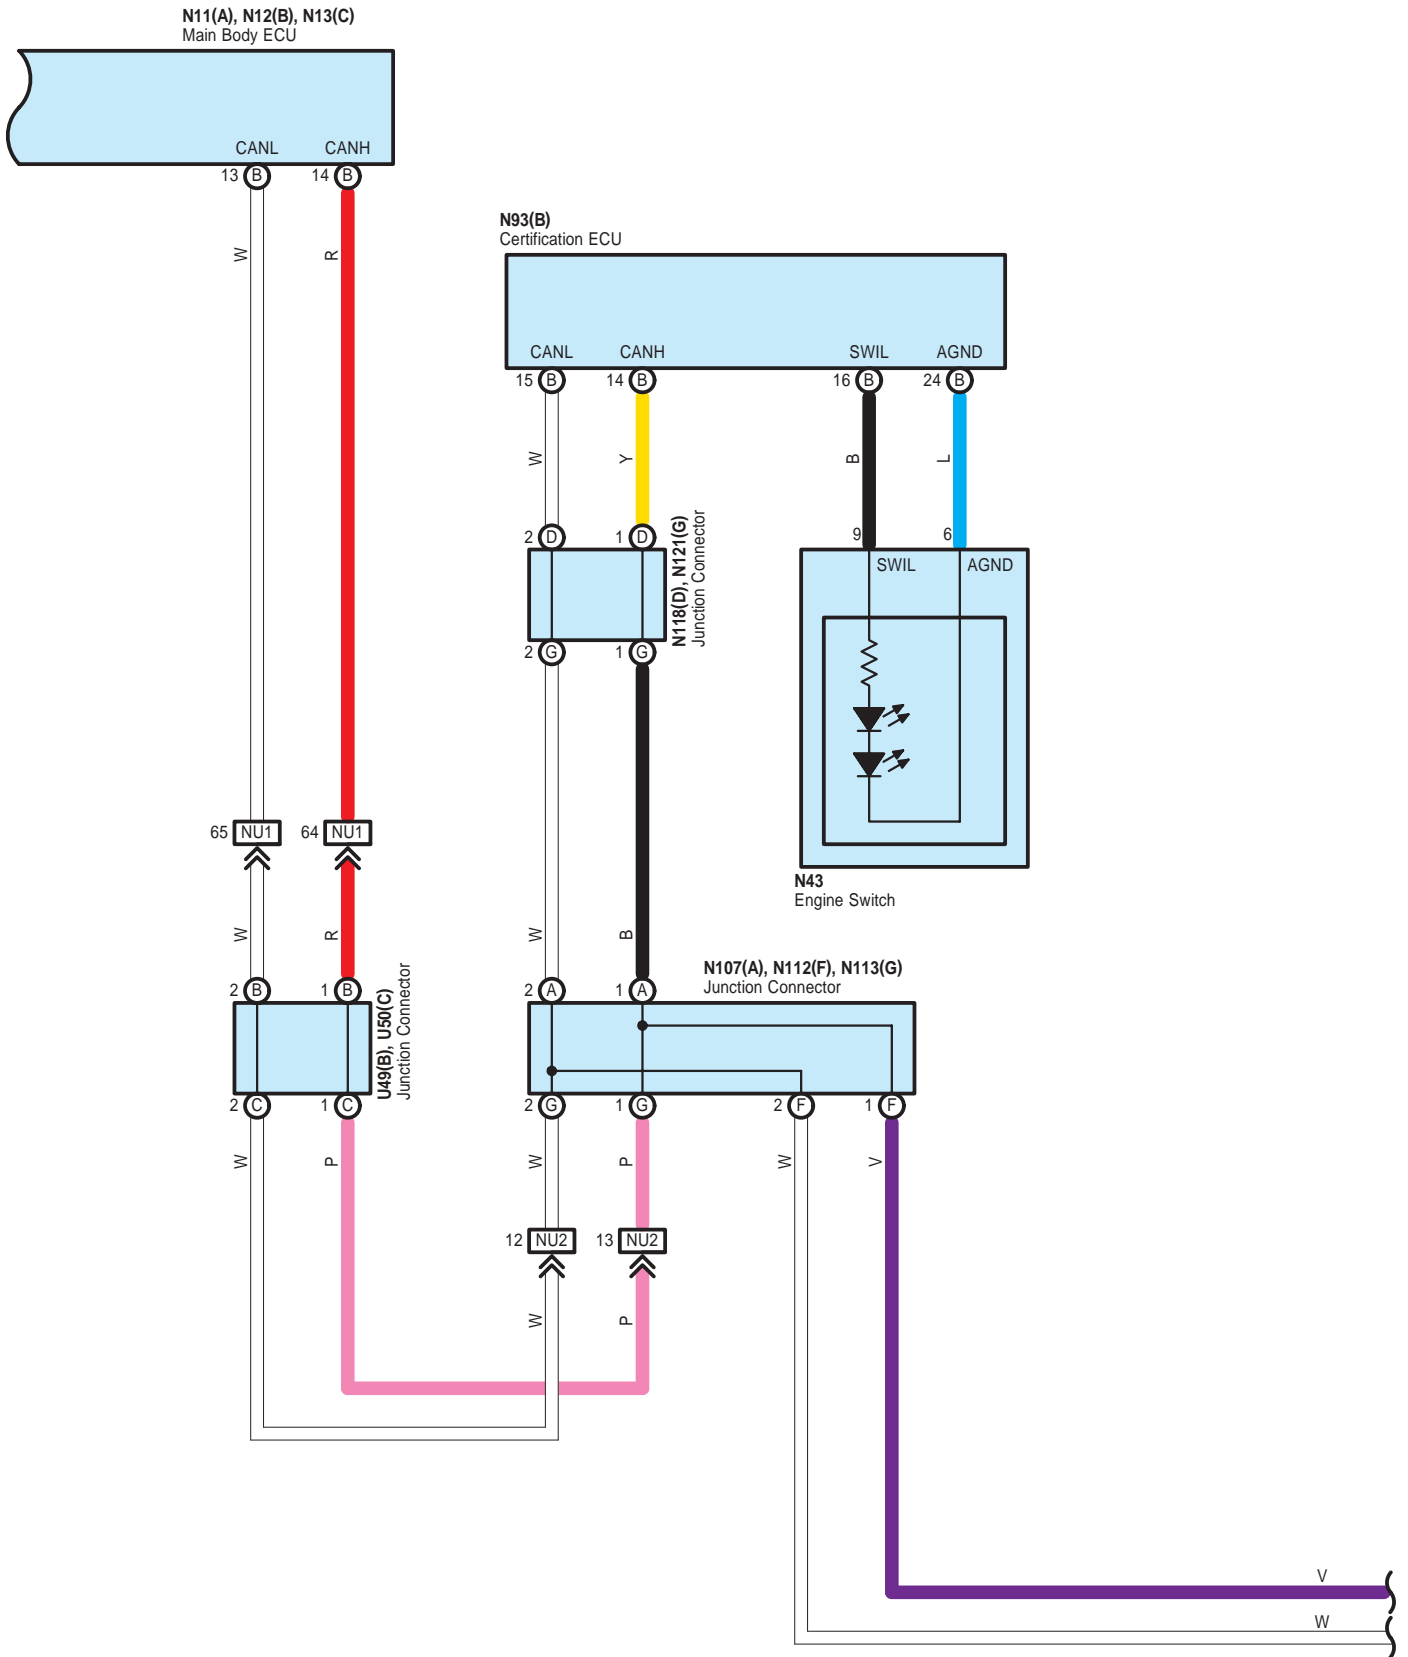 N11(A), N12(B), N13(C)
Main Body ECU
CANL CANH
13 B 14 B
W R
N93(B)
Certification ECU
CANL CANH SWIL AGND
15 B 14 B 16 B 24 B
W Y B L
2 D 1 D 9 6
N118(D), N121(G)
Junction Connector
SWIL AGND
2 G 1 G
65 NU1 64 NU1
N43
Engine Switch
W R W B
N107(A), N112(F), N113(G)
Junction Connector
2 B 1 B 2 A 1 A
U49(B), U50(C)
Junction Connector
2 C 1 C 2 G 1 G 2 F 1 F
W P W P W V
12 NU2 13 NU2
W P
V
W